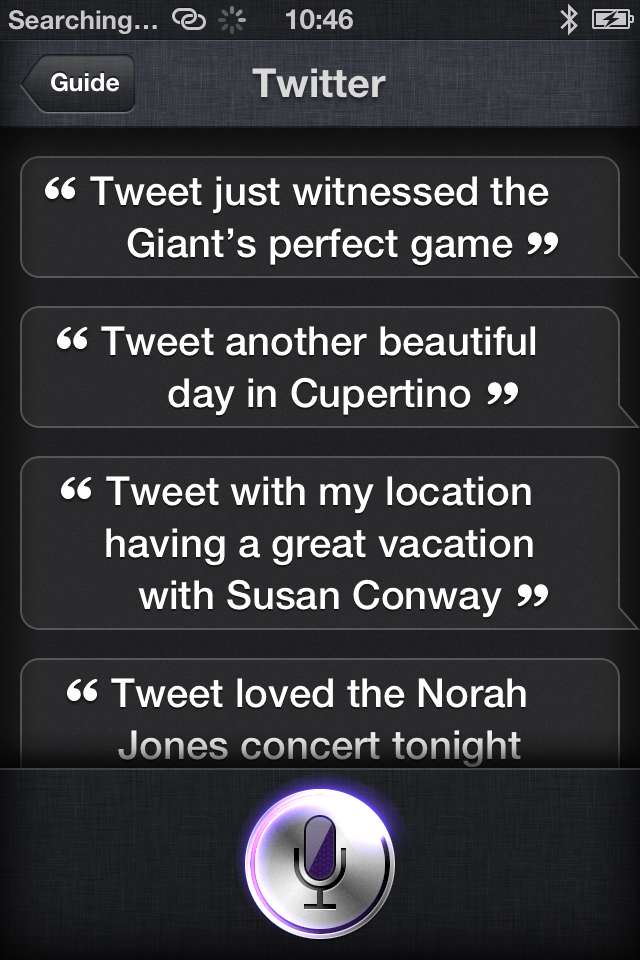 Searching... 10:46
Guide Twitter
“ Tweet just witnessed the
Giant’s perfect game ”
“ Tweet another beautiful
day in Cupertino ”
“ Tweet with my location
having a great vacation
with Susan Conway ”
“ Tweet loved the Norah
Jones concert tonight